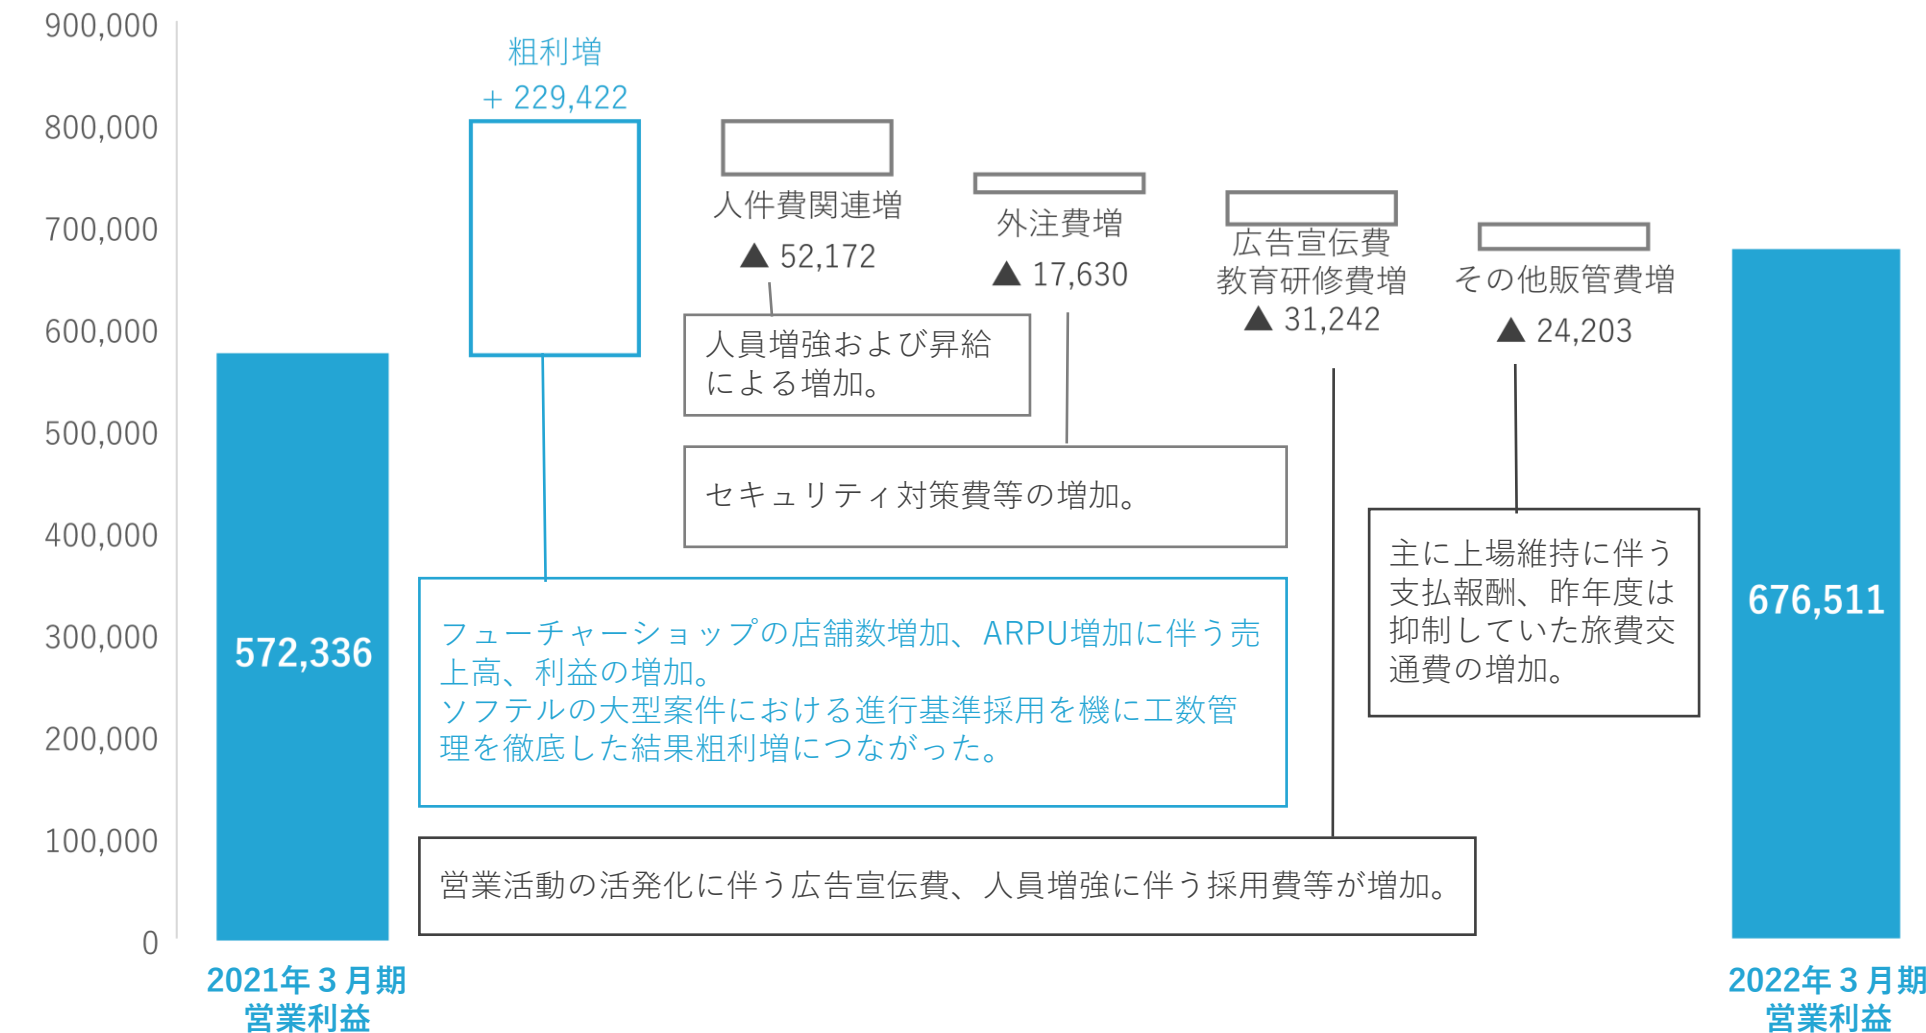 900,000
800,000
700,000
600,000
500,000
400,000
300,000
200,000
100,000
0
572,336
2021年３月期
営業利益
粗利増
+ 229,422
人件費関連増
▲ 52,172
外注費増
▲ 17,630
広告宣伝費
教育研修費増
▲ 31,242
その他販管費増
▲ 24,203
人員増強および昇給
による増加。
セキュリティ対策費等の増加。
フューチャーショップの店舗数増加、ARPU増加に伴う売
上高、利益の増加。
ソフテルの大型案件における進行基準採用を機に工数管
理を徹底した結果粗利増につながった。
営業活動の活発化に伴う広告宣伝費、人員増強に伴う採用費等が増加。
主に上場維持に伴う
支払報酬、昨年度は
抑制していた旅費交
通費の増加。
676,511
2022年３月期
営業利益